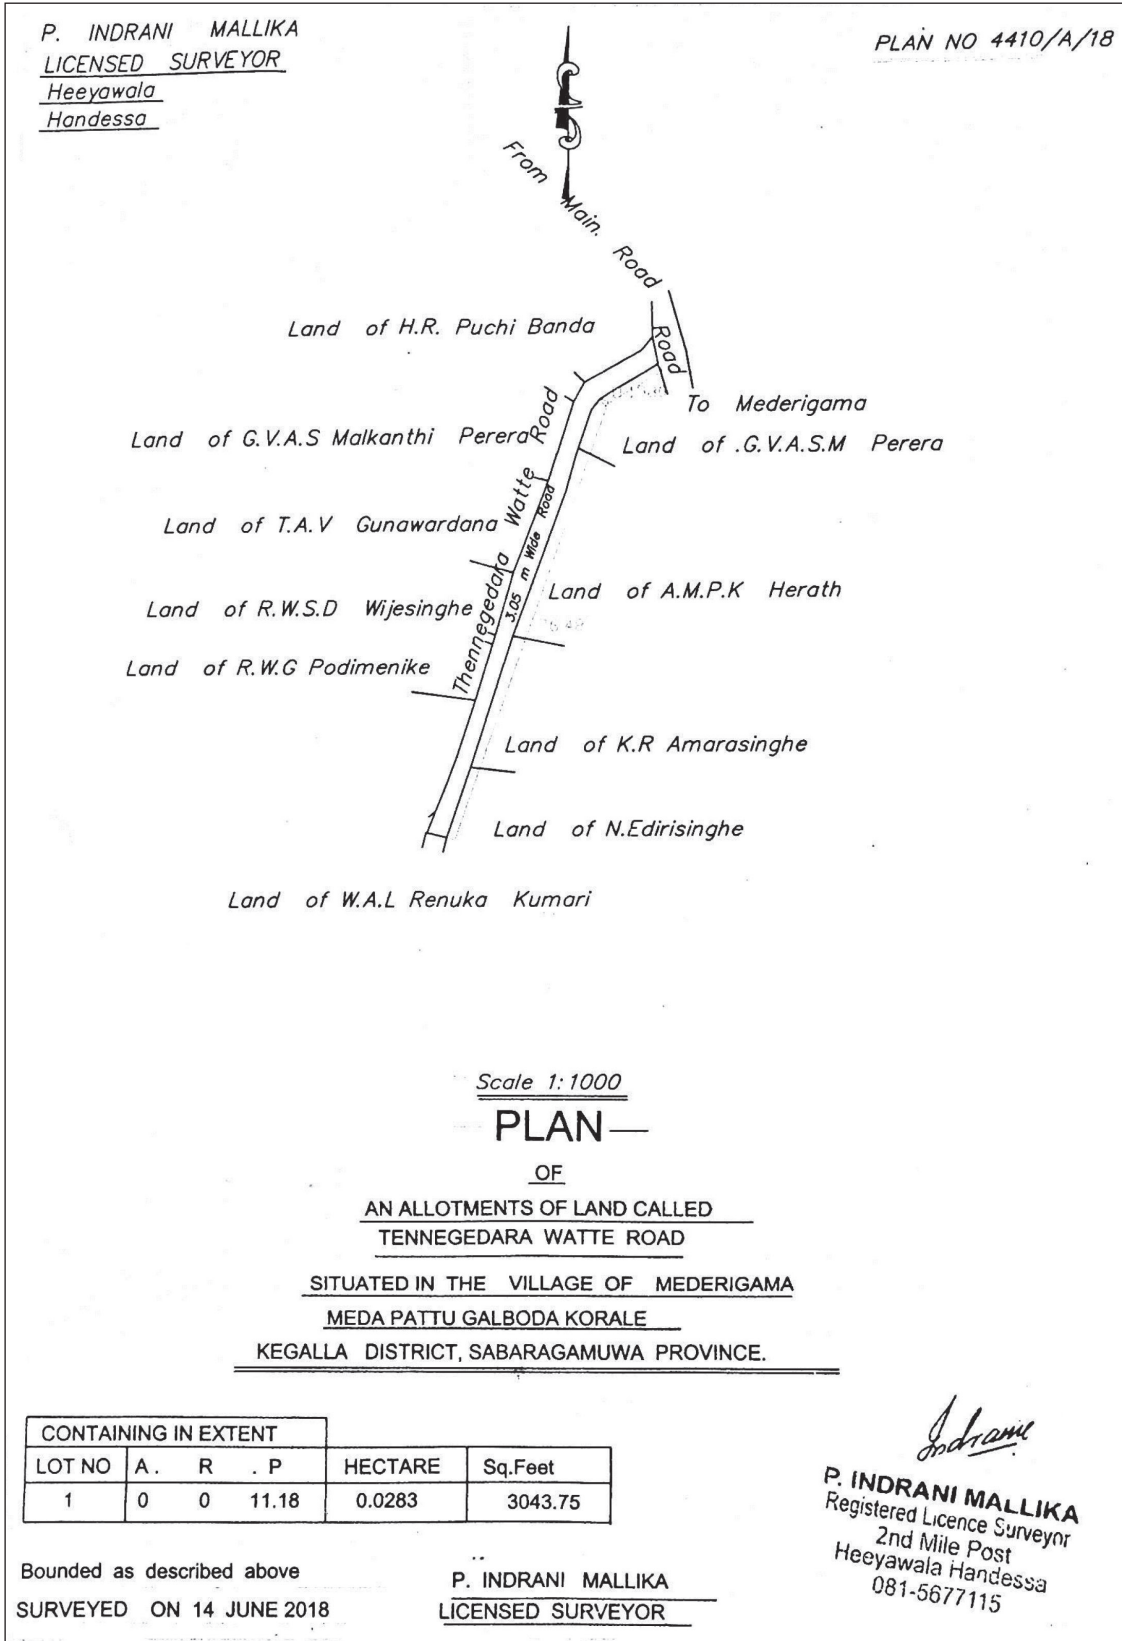 P. INDRANI MALLIKA
LICENSED SURVEYOR
Heeyawala
Handessa
PLAN NO 4410/A/18
From Main. Road
Land of H.R. Puchi Banda
Road
To Mederigama
Land of G.V.A.S Malkanthi Perera
Land of .G.V.A.S.M Perera
Thennegedara Watte Road
3.05 m Wide Road
Land of T.A.V Gunawardana
Land of A.M.P.K Herath
Land of R.W.S.D Wijesinghe
Land of R.W.G Podimenike
Land of K.R Amarasinghe
Land of N.Edirisinghe
Land of W.A.L Renuka Kumari
Scale 1:1000
PLAN
OF
AN ALLOTMENTS OF LAND CALLED
TENNEGEDARA WATTE ROAD
SITUATED IN THE VILLAGE OF MEDERIGAMA
MEDA PATTU GALBODA KORALE
KEGALLA DISTRICT, SABARAGAMUWA PROVINCE.
CONTAINING IN EXTENT
LOT NO A. R . P HECTARE Sq.Feet
1 0 0 11.18 0.0283 3043.75
Bounded as described above
SURVEYED ON 14 JUNE 2018
P. INDRANI MALLIKA
LICENSED SURVEYOR
P. INDRANI MALLIKA
Registered Licence Surveyor
2nd Mile Post
Heeyawala Handessa
081-5677115